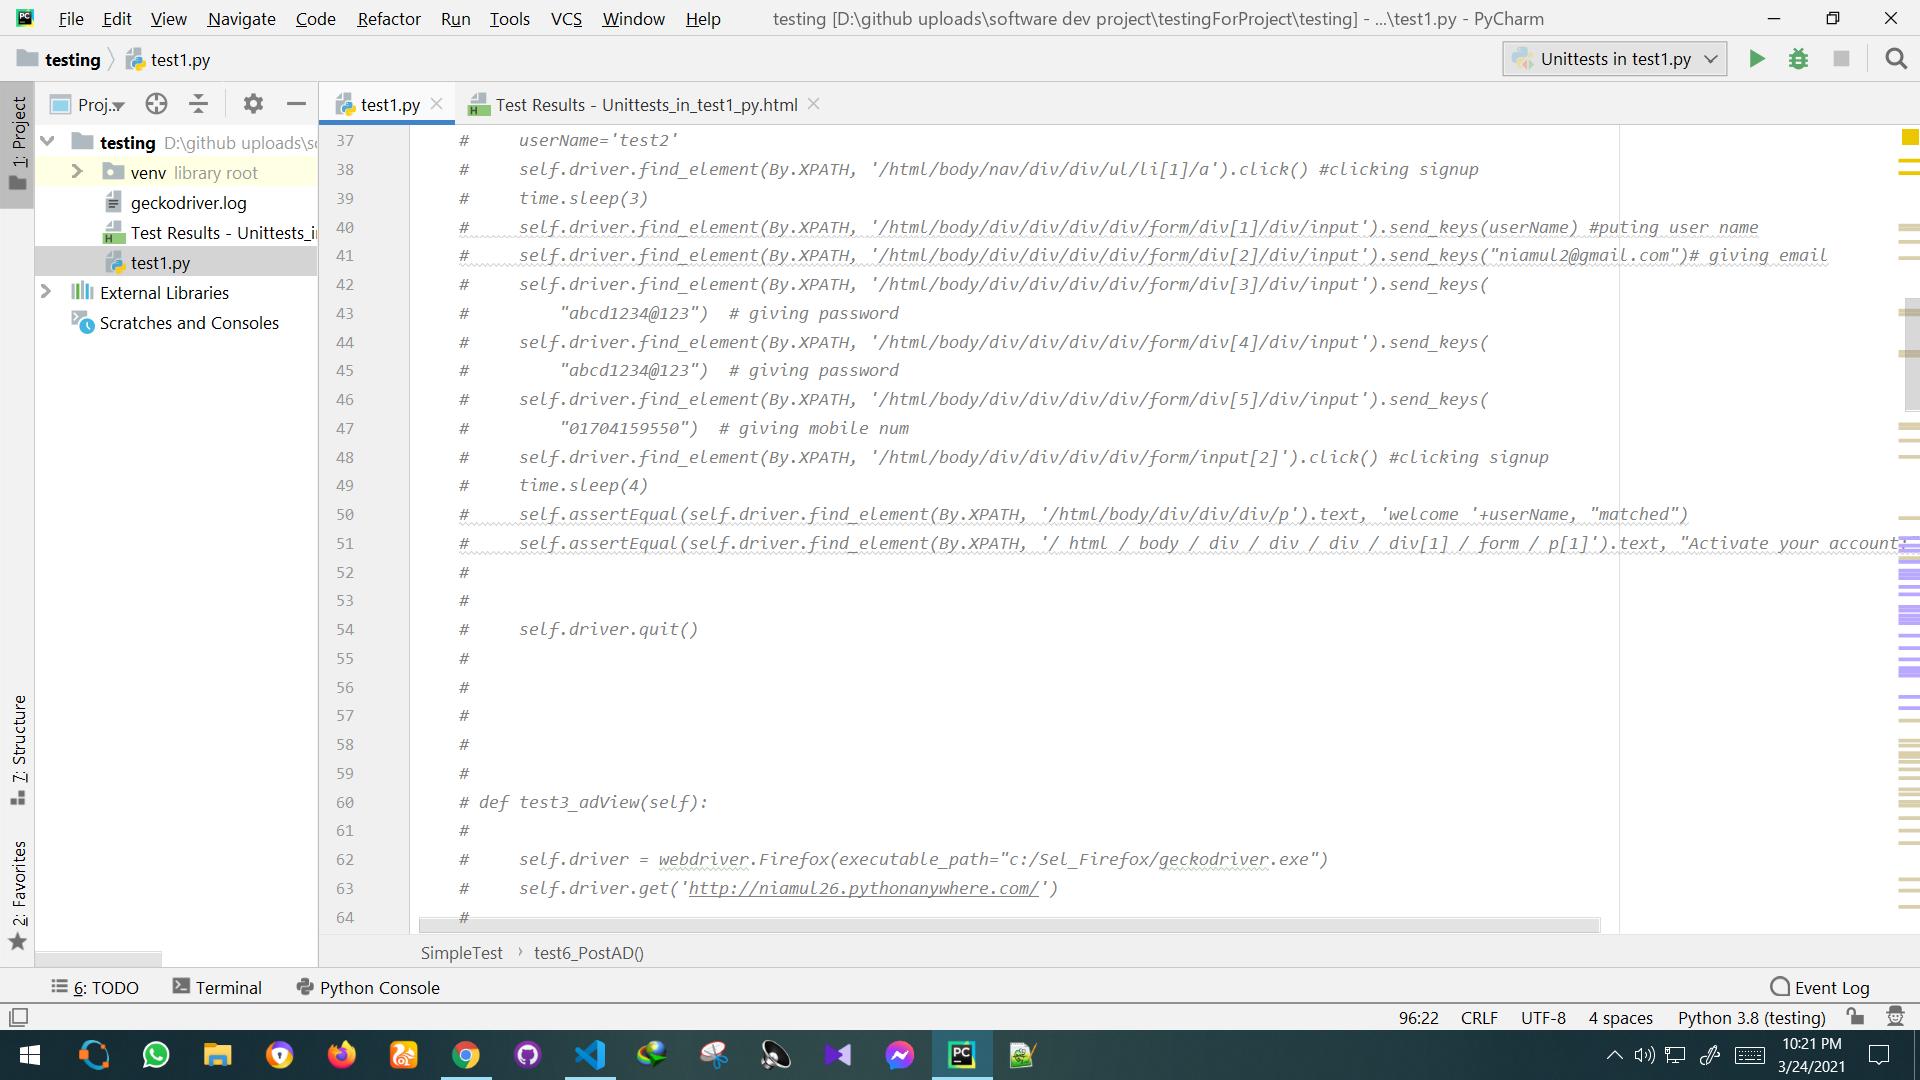 File Edit View Navigate Code Refactor Run Tools VCS Window Help testing [D:\github uploads\software dev project\testingForProject\testing] - ...\test1.py - PyCharm
testing test1.py Unittests in test1.py
1: Project Proj..
test1.py Test Results - Unittests_in_test1_py.html
testing D:\github uploads\s
venv library root
geckodriver.log
Test Results - Unittests_i
test1.py
External Libraries
Scratches and Consoles
7: Structure
2: Favorites
37 # userName='test2'
38 # self.driver.find_element(By.XPATH, '/html/body/nav/div/div/ul/li[1]/a').click() #clicking signup
39 # time.sleep(3)
40 # self.driver.find_element(By.XPATH, '/html/body/div/div/div/div/form/div[1]/div/input').send_keys(userName) #puting user name
41 # self.driver.find_element(By.XPATH, '/html/body/div/div/div/div/form/div[2]/div/input').send_keys("niamul2@gmail.com")# giving email
42 # self.driver.find_element(By.XPATH, '/html/body/div/div/div/div/form/div[3]/div/input').send_keys(
43 # "abcd1234@123") # giving password
44 # self.driver.find_element(By.XPATH, '/html/body/div/div/div/div/form/div[4]/div/input').send_keys(
45 # "abcd1234@123") # giving password
46 # self.driver.find_element(By.XPATH, '/html/body/div/div/div/div/form/div[5]/div/input').send_keys(
47 # "01704159550") # giving mobile num
48 # self.driver.find_element(By.XPATH, '/html/body/div/div/div/div/form/input[2]').click() #clicking signup
49 # time.sleep(4)
50 # self.assertEqual(self.driver.find_element(By.XPATH, '/html/body/div/div/div/p').text, 'welcome '+userName, "matched")
51 # self.assertEqual(self.driver.find_element(By.XPATH, '/ html / body / div / div / div / div[1] / form / p[1]').text, "Activate your account
52 #
53 #
54 # self.driver.quit()
55 #
56 #
57 #
58 #
59 #
60 # def test3_adView(self):
61 #
62 # self.driver = webdriver.Firefox(executable_path="c:/Sel_Firefox/geckodriver.exe")
63 # self.driver.get('http://niamul26.pythonanywhere.com/')
64 #
SimpleTest › test6_PostAD()
6: TODO Terminal Python Console Event Log
96:22 CRLF UTF-8 4 spaces Python 3.8 (testing)
10:21 PM
3/24/2021